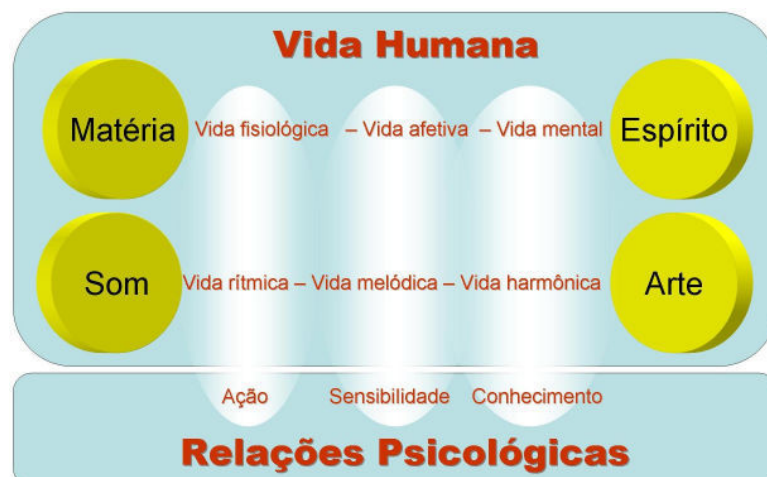 Vida Humana
Matéria Vida fisiológica – Vida afetiva – Vida mental Espírito
Som Vida rítmica – Vida melódica – Vida harmônica Arte
Ação Sensibilidade Conhecimento
Relações Psicológicas